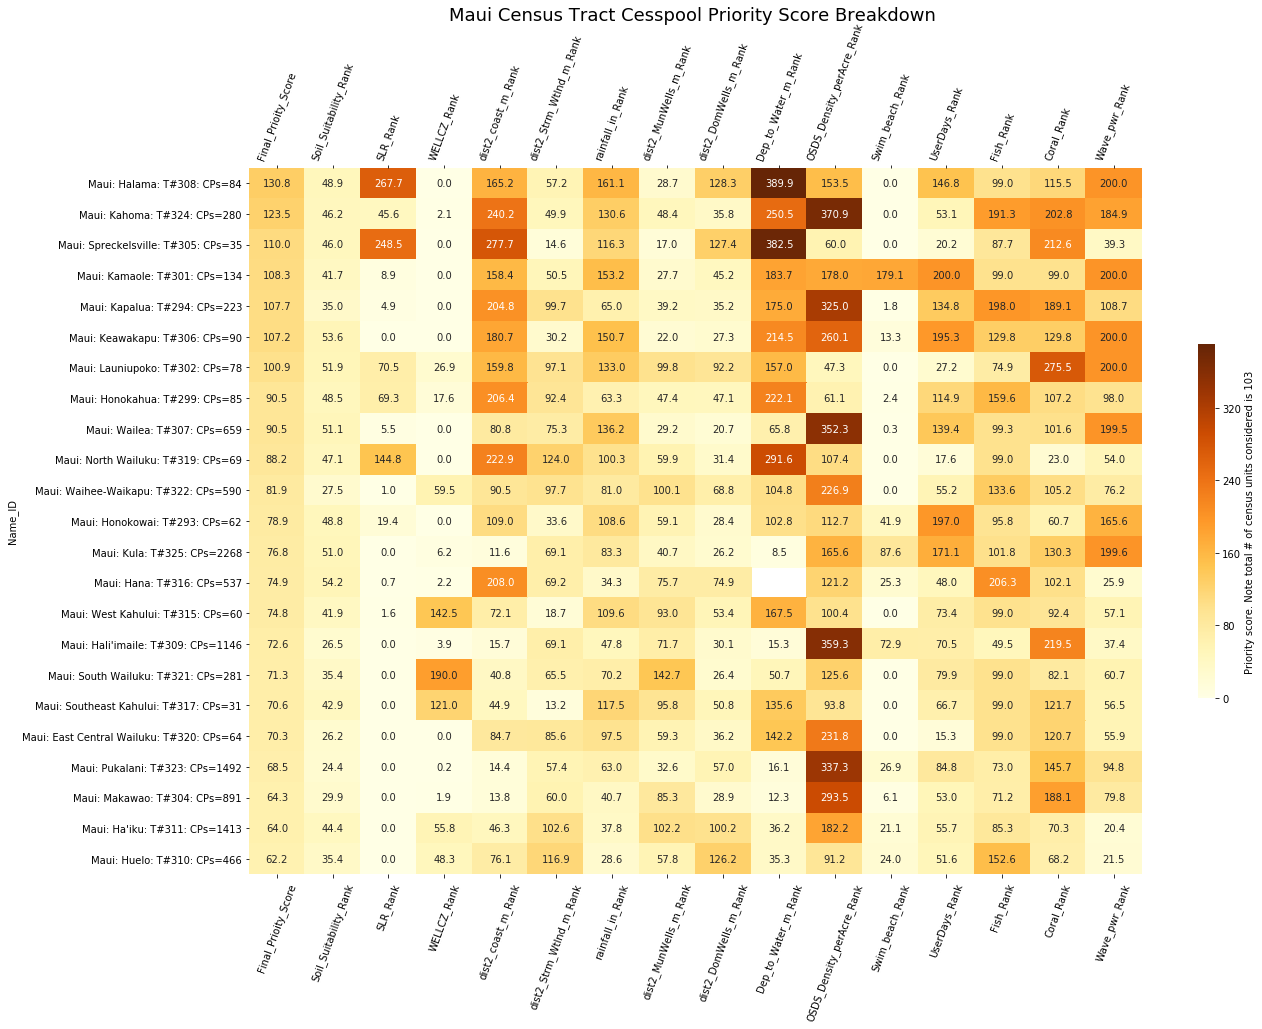 Maui Census Tract Cesspool Priority Score Breakdown
Final_Prioity_Score Soil_Suitability_Rank SLR_Rank WELLCZ_Rank dist2_coast_m_Rank dist2_Strm_Wtlnd_m_Rank rainfall_in_Rank dist2_MunWells_m_Rank dist2_DomWells_m_Rank Dep_to_Water_m_Rank OSDS_Density_perAcre_Rank Swim_beach_Rank UserDays_Rank Fish_Rank Coral_Rank Wave_pwr_Rank
Maui: Halama: T#308: CPs=84 130.8 48.9 267.7 0.0 165.2 57.2 161.1 28.7 128.3 389.9 153.5 0.0 146.8 99.0 115.5 200.0
Maui: Kahoma: T#324: CPs=280 123.5 46.2 45.6 2.1 240.2 49.9 130.6 48.4 35.8 250.5 370.9 0.0 53.1 191.3 202.8 184.9
Maui: Spreckelsville: T#305: CPs=35 110.0 46.0 248.5 0.0 277.7 14.6 116.3 17.0 127.4 382.5 60.0 0.0 20.2 87.7 212.6 39.3
Maui: Kamaole: T#301: CPs=134 108.3 41.7 8.9 0.0 158.4 50.5 153.2 27.7 45.2 183.7 178.0 179.1 200.0 99.0 99.0 200.0
Maui: Kapalua: T#294: CPs=223 107.7 35.0 4.9 0.0 204.8 99.7 65.0 39.2 35.2 175.0 325.0 1.8 134.8 198.0 189.1 108.7
Maui: Keawakapu: T#306: CPs=90 107.2 53.6 0.0 0.0 180.7 30.2 150.7 22.0 27.3 214.5 260.1 13.3 195.3 129.8 129.8 200.0
Maui: Launiupoko: T#302: CPs=78 100.9 51.9 70.5 26.9 159.8 97.1 133.0 99.8 92.2 157.0 47.3 0.0 27.2 74.9 275.5 200.0
Maui: Honokahua: T#299: CPs=85 90.5 48.5 69.3 17.6 206.4 92.4 63.3 47.4 47.1 222.1 61.1 2.4 114.9 159.6 107.2 98.0
Maui: Wailea: T#307: CPs=659 90.5 51.1 5.5 0.0 80.8 75.3 136.2 29.2 20.7 65.8 352.3 0.3 139.4 99.3 101.6 199.5
Maui: North Wailuku: T#319: CPs=69 88.2 47.1 144.8 0.0 222.9 124.0 100.3 59.9 31.4 291.6 107.4 0.0 17.6 99.0 23.0 54.0
Maui: Waihee-Waikapu: T#322: CPs=590 81.9 27.5 1.0 59.5 90.5 97.7 81.0 100.1 68.8 104.8 226.9 0.0 55.2 133.6 105.2 76.2
Maui: Honokowai: T#293: CPs=62 78.9 48.8 19.4 0.0 109.0 33.6 108.6 59.1 28.4 102.8 112.7 41.9 197.0 95.8 60.7 165.6
Maui: Kula: T#325: CPs=2268 76.8 51.0 0.0 6.2 11.6 69.1 83.3 40.7 26.2 8.5 165.6 87.6 171.1 101.8 130.3 199.6
Maui: Hana: T#316: CPs=537 74.9 54.2 0.7 2.2 208.0 69.2 34.3 75.7 74.9 121.2 25.3 48.0 206.3 102.1 25.9
Maui: West Kahului: T#315: CPs=60 74.8 41.9 1.6 142.5 72.1 18.7 109.6 93.0 53.4 167.5 100.4 0.0 73.4 99.0 92.4 57.1
Maui: Hali'imaile: T#309: CPs=1146 72.6 26.5 0.0 3.9 15.7 69.1 47.8 71.7 30.1 15.3 359.3 72.9 70.5 49.5 219.5 37.4
Maui: South Wailuku: T#321: CPs=281 71.3 35.4 0.0 190.0 40.8 65.5 70.2 142.7 26.4 50.7 125.6 0.0 79.9 99.0 82.1 60.7
Maui: Southeast Kahului: T#317: CPs=31 70.6 42.9 0.0 121.0 44.9 13.2 117.5 95.8 50.8 135.6 93.8 0.0 66.7 99.0 121.7 56.5
Maui: East Central Wailuku: T#320: CPs=64 70.3 26.2 0.0 0.0 84.7 85.6 97.5 59.3 36.2 142.2 231.8 0.0 15.3 99.0 120.7 55.9
Maui: Pukalani: T#323: CPs=1492 68.5 24.4 0.0 0.2 14.4 57.4 63.0 32.6 57.0 16.1 337.3 26.9 84.8 73.0 145.7 94.8
Maui: Makawao: T#304: CPs=891 64.3 29.9 0.0 1.9 13.8 60.0 40.7 85.3 28.9 12.3 293.5 6.1 53.0 71.2 188.1 79.8
Maui: Ha'iku: T#311: CPs=1413 64.0 44.4 0.0 55.8 46.3 102.6 37.8 102.2 100.2 36.2 182.2 21.1 55.7 85.3 70.3 20.4
Maui: Huelo: T#310: CPs=466 62.2 35.4 0.0 48.3 76.1 116.9 28.6 57.8 126.2 35.3 91.2 24.0 51.6 152.6 68.2 21.5
Final_Prioity_Score Soil_Suitability_Rank SLR_Rank WELLCZ_Rank dist2_coast_m_Rank dist2_Strm_Wtlnd_m_Rank rainfall_in_Rank dist2_MunWells_m_Rank dist2_DomWells_m_Rank Dep_to_Water_m_Rank OSDS_Density_perAcre_Rank Swim_beach_Rank UserDays_Rank Fish_Rank Coral_Rank Wave_pwr_Rank
Name_ID
320
240
160
80
0
Priority score. Note total # of census units considered is 103